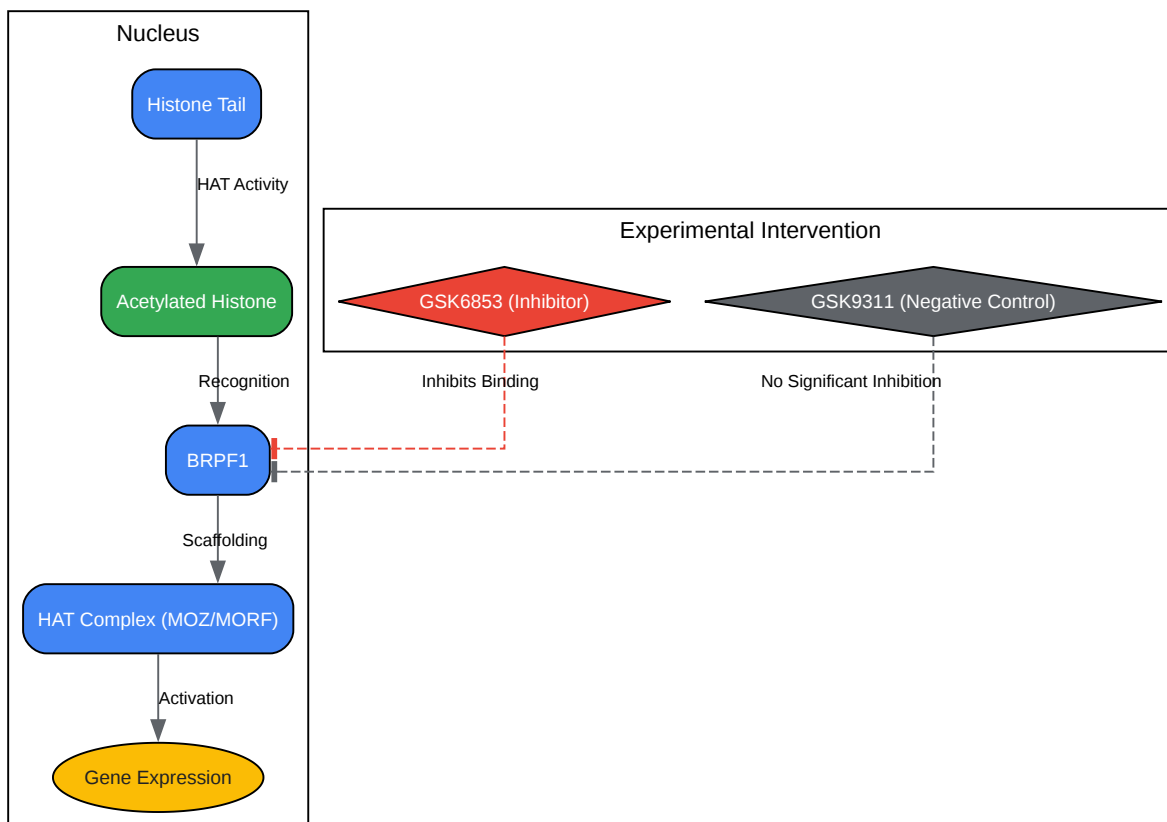 Nucleus
Histone Tail
HAT Activity
Experimental Intervention
Acetylated Histone
GSK6853 (Inhibitor)
GSK9311 (Negative Control)
Recognition
Inhibits Binding
No Significant Inhibition
BRPF1
Scaffolding
HAT Complex (MOZ/MORF)
Activation
Gene Expression